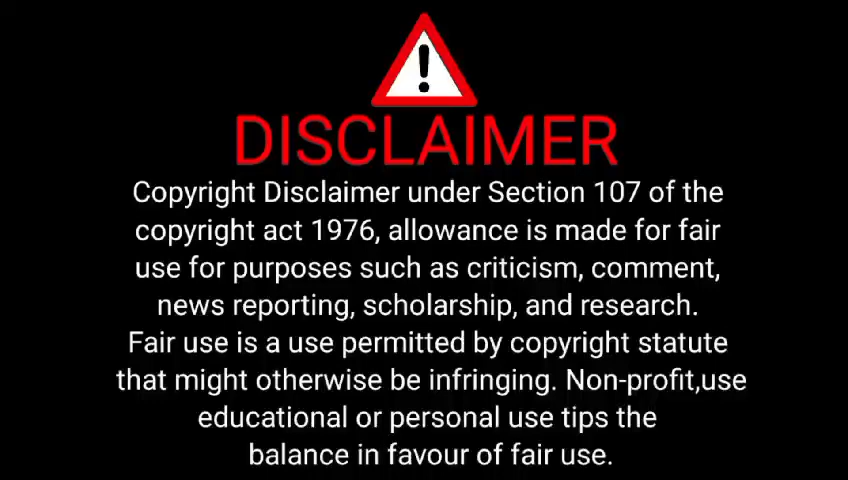 DISCLAIMER
Copyright Disclaimer under Section 107 of the
copyright act 1976, allowance is made for fair
use for purposes such as criticism, comment,
news reporting, scholarship, and research.
Fair use is a use permitted by copyright statute
that might otherwise be infringing. Non-profit,use
educational or personal use tips the
balance in favour of fair use.